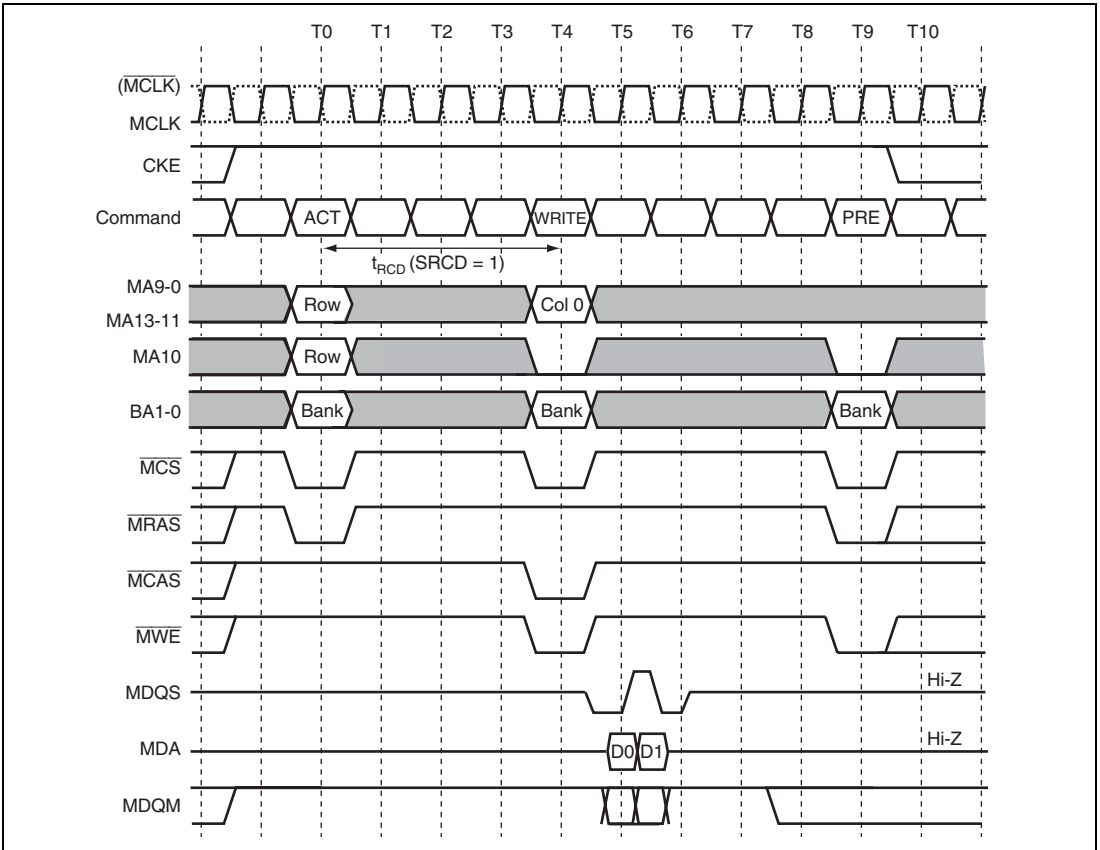 T0 T1 T2 T3 T4 T5 T6 T7 T8 T9 T10
(MCLK)
MCLK
CKE
Command ACT WRITE PRE
tRCD (SRCD = 1)
MA9-0
Row Col 0
MA13-11
MA10 Row
BA1-0 Bank Bank Bank
MCS
MRAS
MCAS
MWE
MDQS Hi-Z
MDA D0 D1 Hi-Z
MDQM